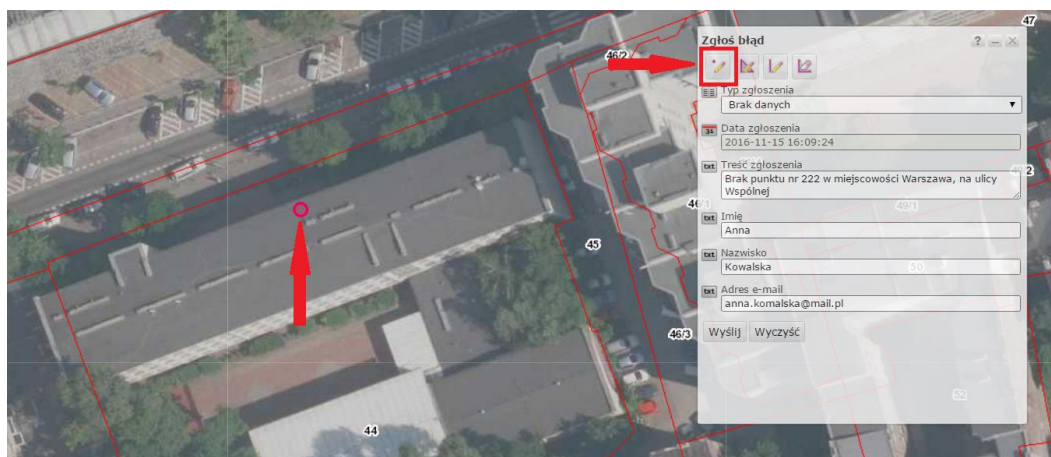 47
Zgłoś błąd
? – ×
46/2
Typ zgłoszenia
Brak danych
31
Data zgłoszenia
2016-11-15 16:09:24
txt
Treść zgłoszenia
Brak punktu nr 222 w miejscowości Warszawa, na ulicy
Wspólnej
46/1
49/1
txt
Imię
Anna
45
txt
Nazwisko
Kowalska
50
txt
Adres e-mail
anna.komalska@mail.pl
46/3
Wyślij Wyczyść
52
44